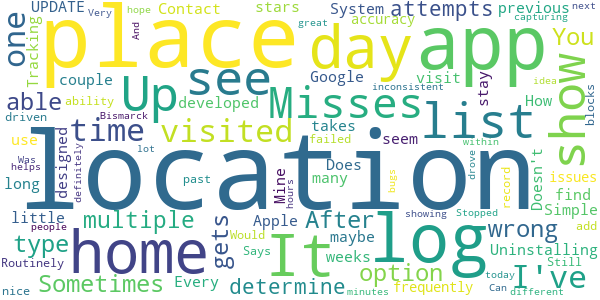 UPDATE Very hope Contact stars System attempts previous next
one Tracking And great accuracy capturing
place day app You show
couple Google visit idea
Up see inconsistent
able developed Misses list stay How blocks
driven Bismarck time visited takes failed seem within
use ability designed Mine Does drove Doesn't issues
Was helps definitely location
long lot past many record find
little multiple Apple After bugs Simple add
people home gets It maybe log wrong
type hours Would showing Stopped Uninstalling
Routinely Says weeks option Still I've
Sometimes Every determine frequently Can today
nice minutes different